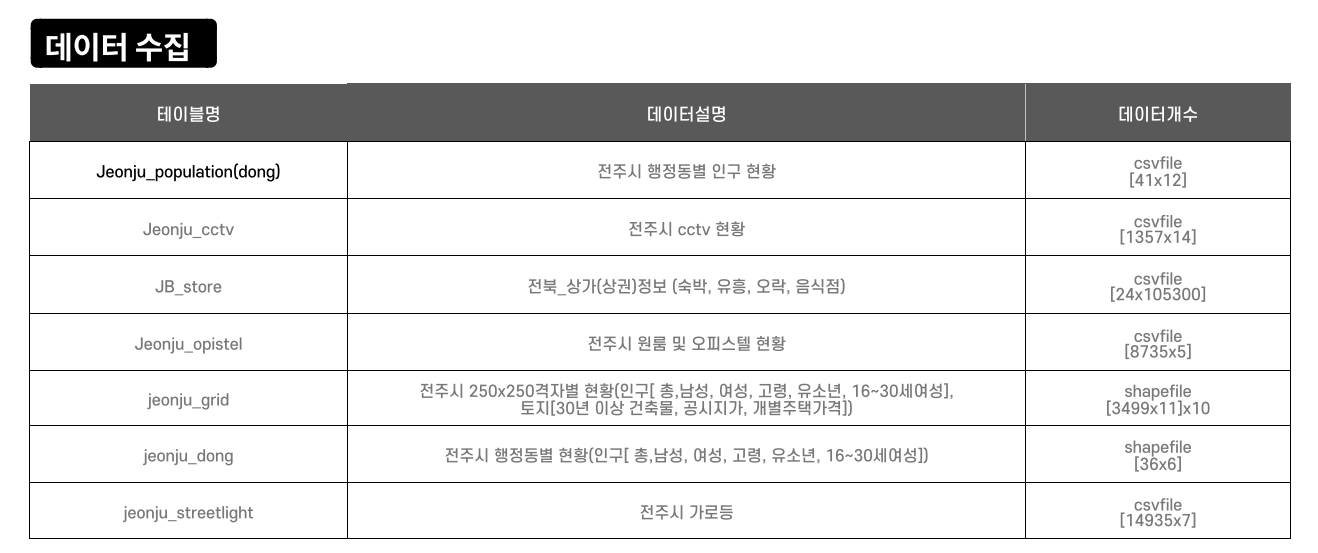 데이터 수집
테이블명 데이터설명 데이터개수
Jeonju_population(dong) 전주시 행정동별 인구 현황 csvfile
[41x12]
Jeonju_cctv 전주시 cctv 현황 csvfile
[1357x14]
JB_store 전북_상가(상권)정보 (숙박, 유흥, 오락, 음식점) csvfile
[24x105300]
Jeonju_opistel 전주시 원룸 및 오피스텔 현황 csvfile
[8735x5]
jeonju_grid 전주시 250x250격자별 현황(인구[ 총,남성, 여성, 고령, 유소년, 16~30세여성], shapefile
토지[30년 이상 건축물, 공시지가, 개별주택가격]) [3499x11]x10
jeonju_dong 전주시 행정동별 현황(인구[ 총,남성, 여성, 고령, 유소년, 16~30세여성]) shapefile
[36x6]
jeonju_streetlight 전주시 가로등 csvfile
[14935x7]